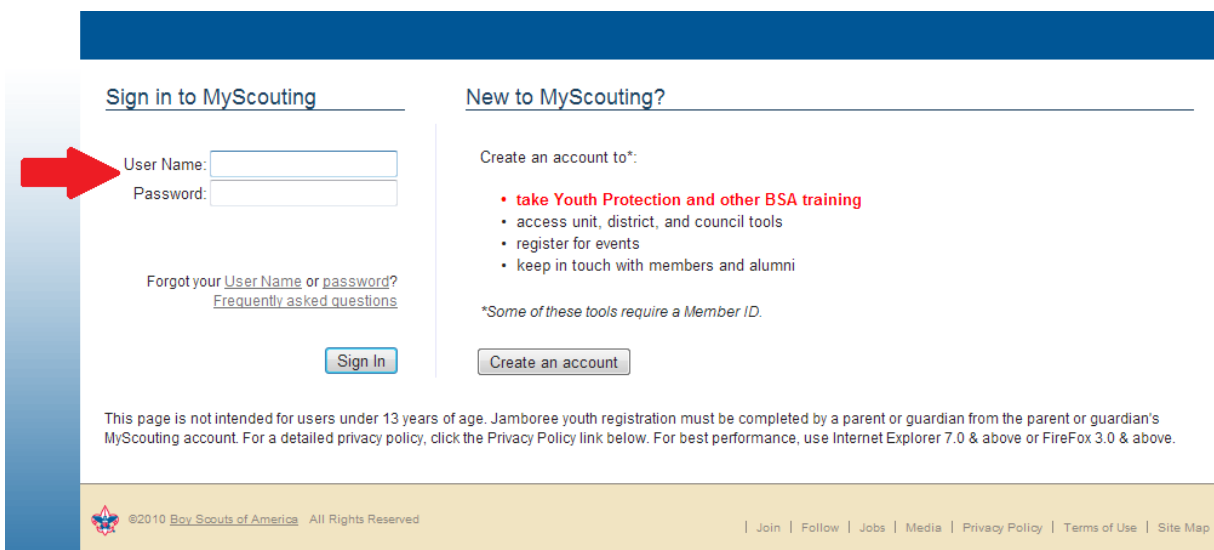 Sign in to MyScouting
User Name:
Password:
Forgot your User Name or password?
Frequently asked questions
Sign In
New to MyScouting?
Create an account to*:
• take Youth Protection and other BSA training
• access unit, district, and council tools
• register for events
• keep in touch with members and alumni
*Some of these tools require a Member ID.
Create an account
This page is not intended for users under 13 years of age. Jamboree youth registration must be completed by a parent or guardian from the parent or guardian's
MyScouting account. For a detailed privacy policy, click the Privacy Policy link below. For best performance, use Internet Explorer 7.0 & above or FireFox 3.0 & above.
©2010 Boy Scouts of America All Rights Reserved
| Join | Follow | Jobs | Media | Privacy Policy | Terms of Use | Site Map